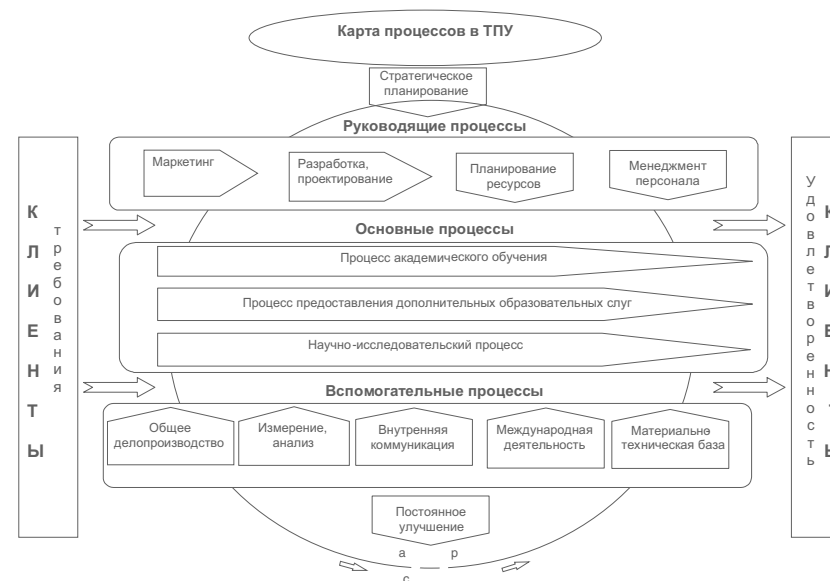 Карта процессов в ТПУ
Стратегическое
планирование
Руководящие процессы
Маркетинг
Разработка,
проектирование
Планирование
ресурсов
Менеджмент
персонала
КЛИЕНТЫ
требования
Основные процессы
Процесс академического обучения
Процесс предоставления дополнительных образовательных слуг
Научно-исследовательский процесс
Удовлетворенность
Вспомогательные процессы
Общее
делопроизводство
Измерение,
анализ
Внутренняя
коммуникация
Международная
деятельность
Материально
техническая база
Постоянное
улучшение
а р
с